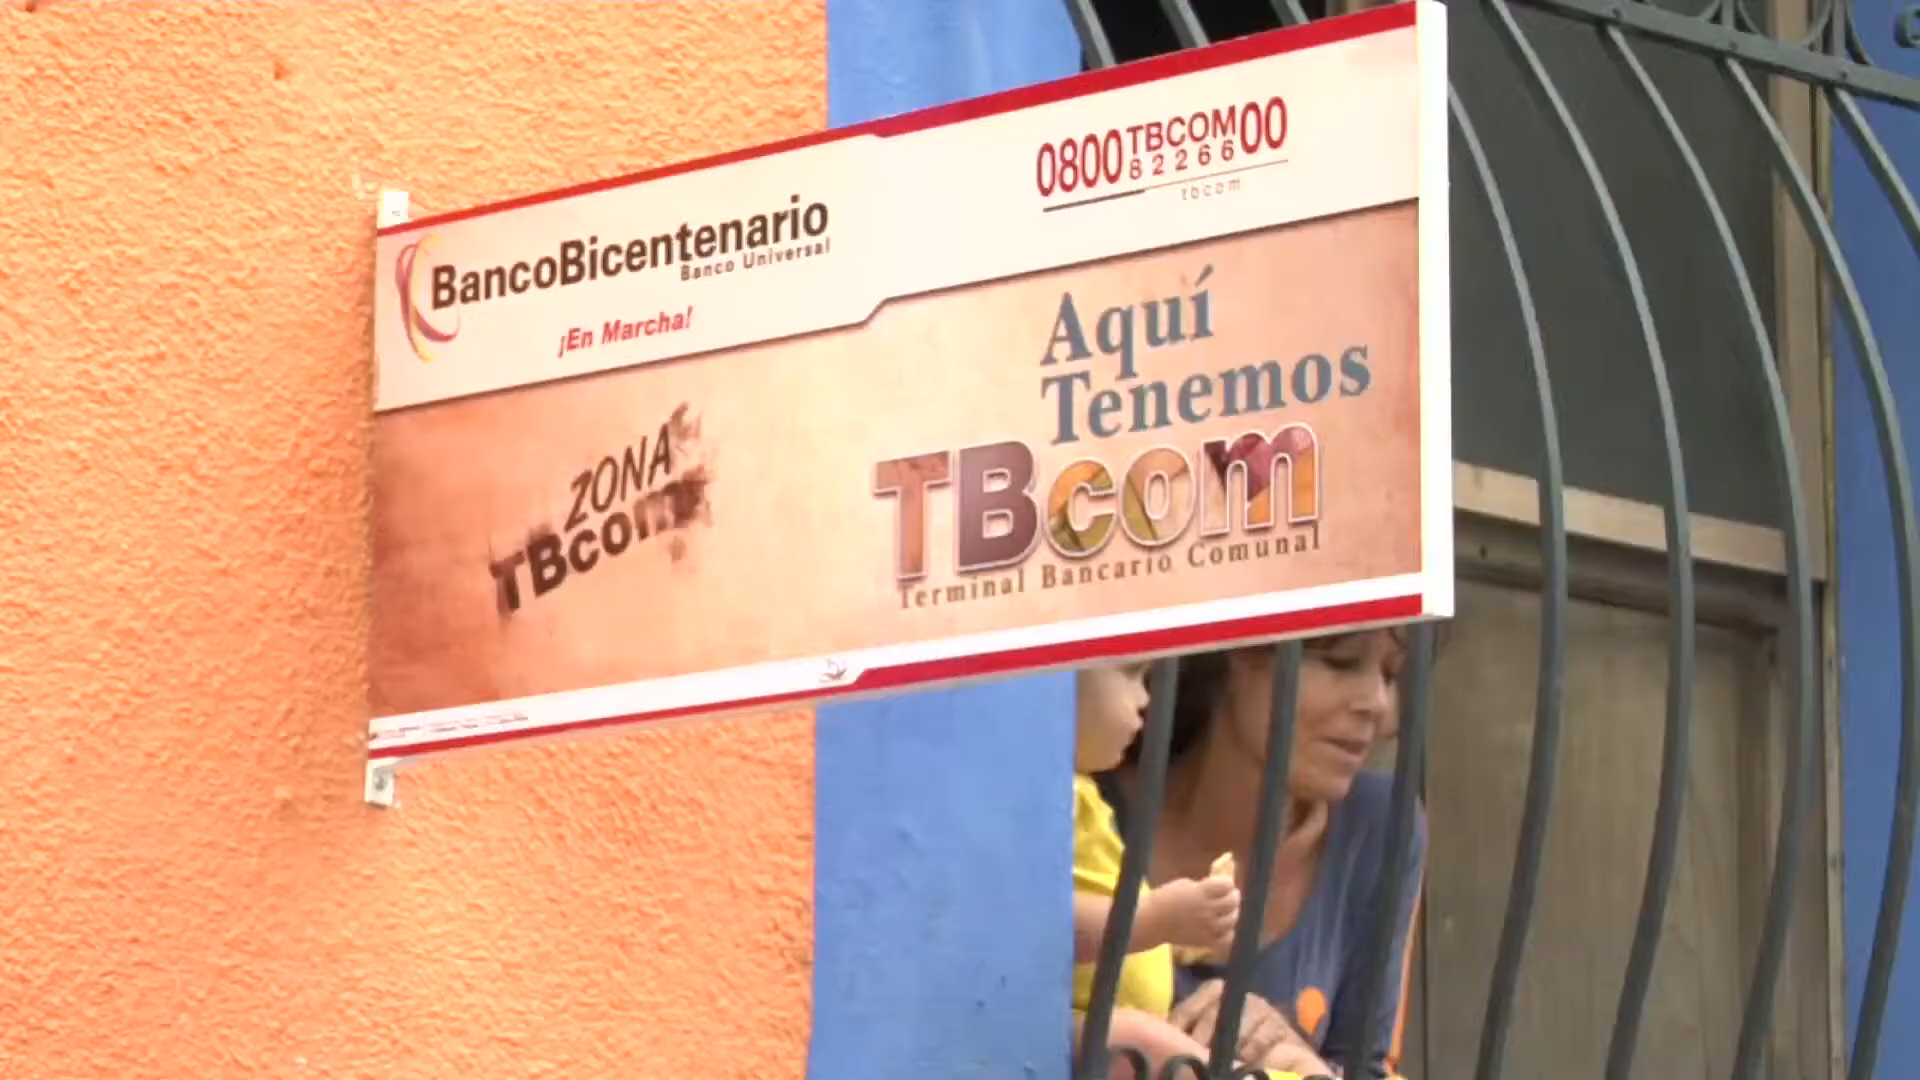 BancoBicentenario
Banco Universal
¡En Marcha!
0800TBCOM00
82266
tbcom
Aquí
Tenemos
TBcom
Terminal Bancario Comunal
ZONA
TBcom